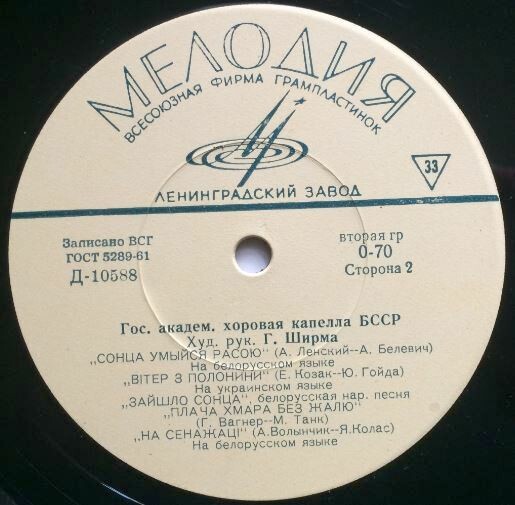 МЕЛОДИЯ
ВСЕСОЮЗНАЯ ФИРМА ГРАМПЛАСТИНОК
33
ЛЕНИНГРАДСКИЙ ЗАВОД
Записано ВСГ
ГОСТ 5289-61
Д-10588
вторая гр
0-70
Сторона 2
Гос. академ. хоровая капелла БССР
Худ. рук. Г. Ширма
„СОНЦА УМЫЙСЯ РАСОЮ" (А. Ленский--А. Белевич)
На белорусском языке
„ВІТЕР З ПОЛОНИНИ" (Е. Козак--Ю. Гойда)
На украинском языке
„ЗАЙШЛО СОНЦА", белорусская нар. песня
„ПЛАЧА ХМАРА БЕЗ ЖАЛЮ"
(Г. Вагнер--М. Танк)
„НА СЕНАЖАЦІ" (А.Волынчик--Я.Колас)
На белорусском языке